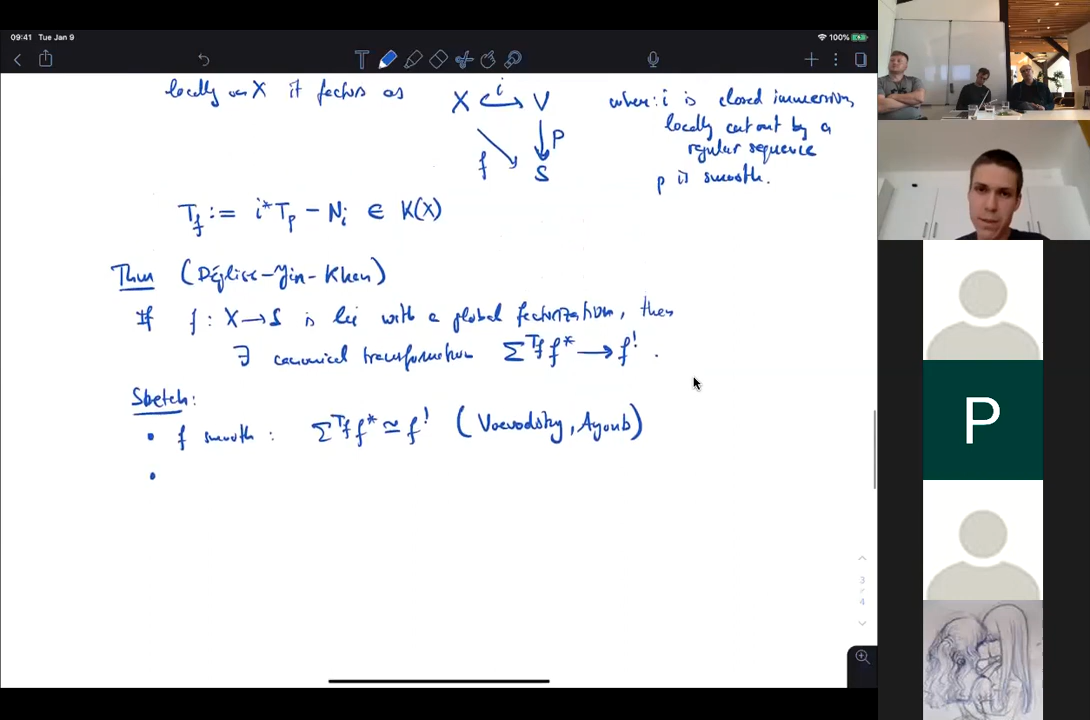 09:41 Tue Jan 9
100%
locally on X it factors as
X i V
where: i is closed immersion,
locally cut out by a
regular sequence
p is smooth.
f p
S
T_f := i^* T_p - N_i ∈ K(X)
Thm (Déglise-Jin-Khan)
If f : X → S is lci with a global factorization, then
∃ canonical transformation Σ^{T_f} f^* → f^! .
Sketch:
• f smooth : Σ^{T_f} f^* ≃ f^! (Voevodsky, Ayoub)
•
3
/
4
P